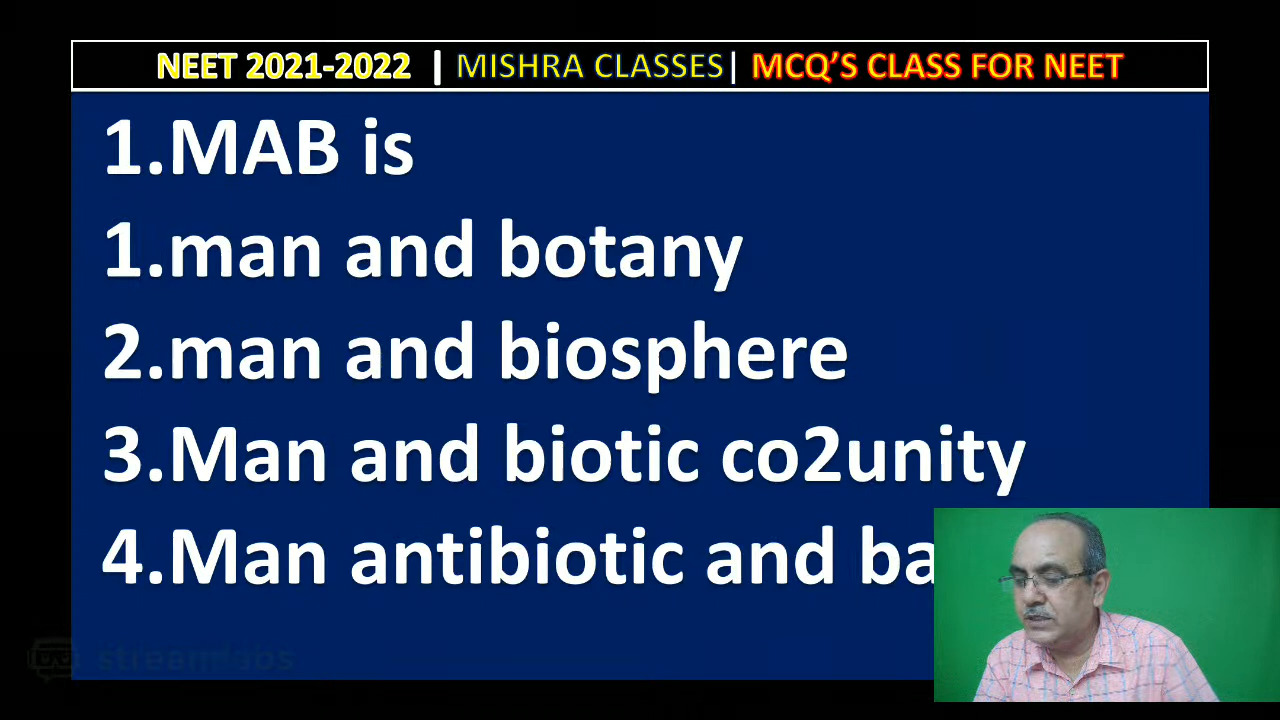 NEET 2021-2022 | MISHRA CLASSES| MCQ'S CLASS FOR NEET
1.MAB is
1.man and botany
2.man and biosphere
3.Man and biotic co2unity
4.Man antibiotic and
streamlabs